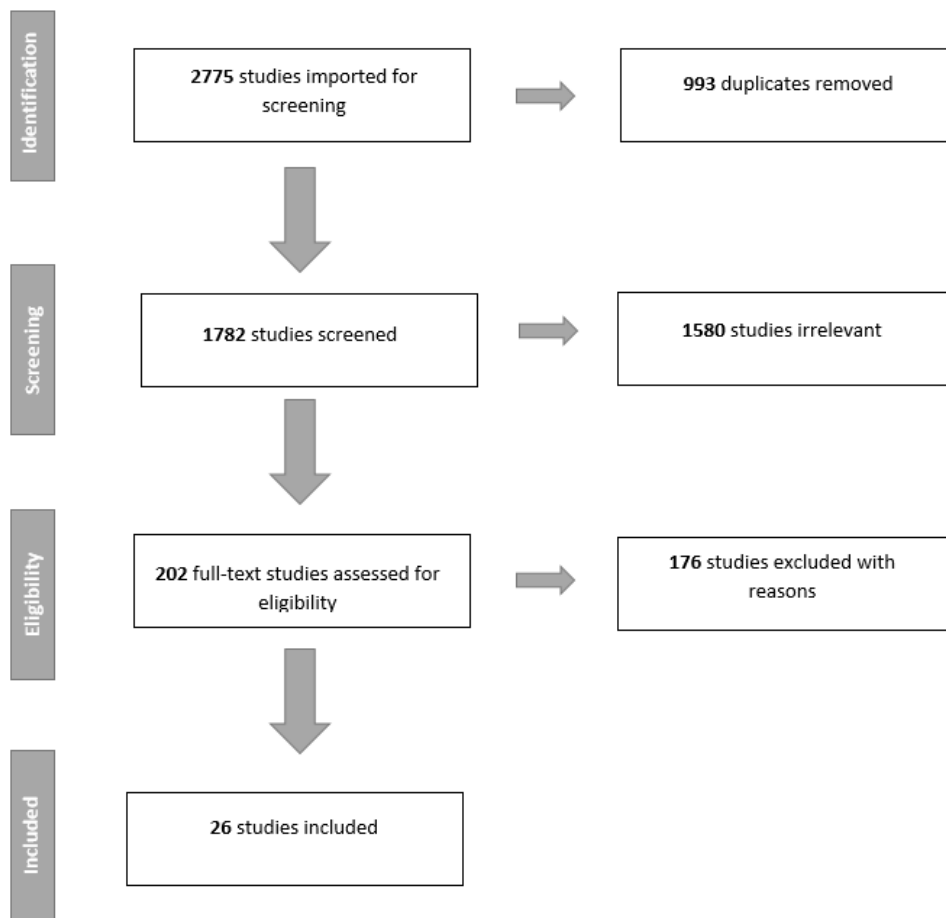 Identification
2775 studies imported for
screening
993 duplicates removed
Screening
1782 studies screened
1580 studies irrelevant
Eligibility
202 full-text studies assessed for
eligibility
176 studies excluded with
reasons
Included
26 studies included